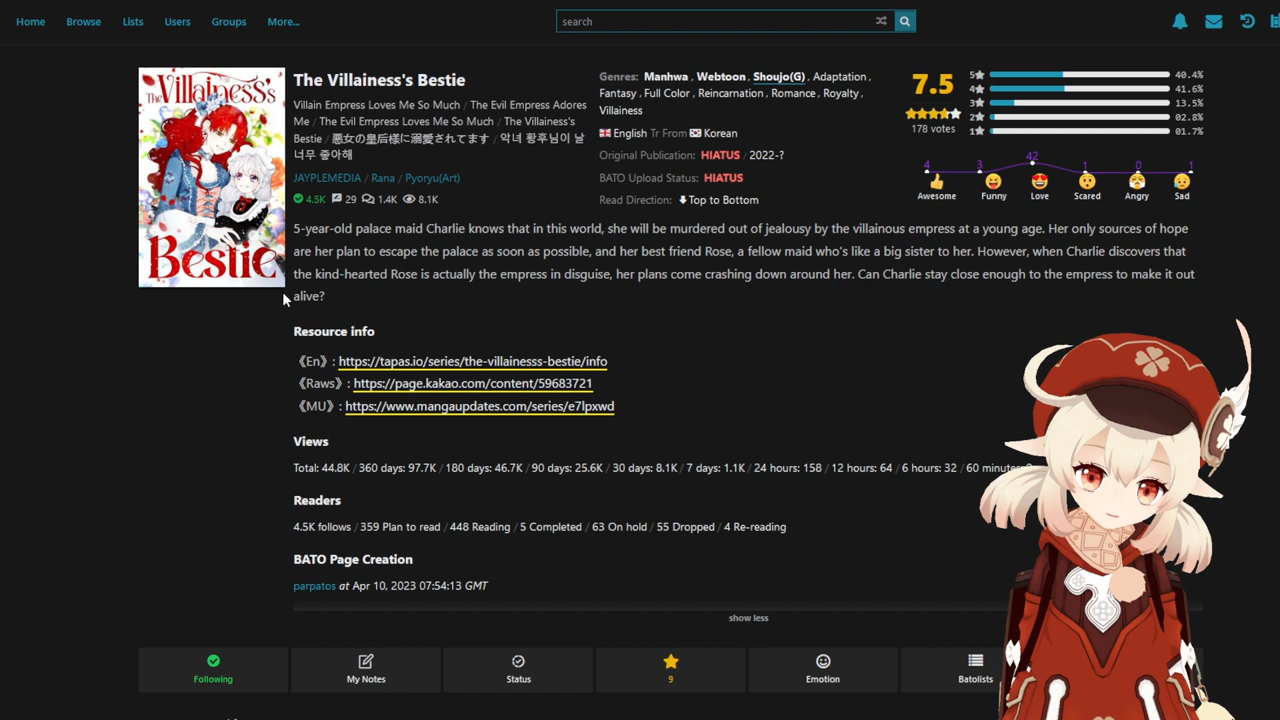 Home Browse Lists Users Groups More...
search
The Villainess's
Bestie
The Villainess's Bestie
Villain Empress Loves Me So Much / The Evil Empress Adores
Me / The Evil Empress Loves Me So Much / The Villainess's
Bestie / 悪女の皇后様に溺愛されてます / 악녀 황후님이 날
너무 좋아해
JAYPLEMEDIA / Rana / Pyoryu(Art)
4.5K 29 1.4K 8.1K
Genres: Manhwa , Webtoon , Shoujo(G) , Adaptation ,
Fantasy , Full Color , Reincarnation , Romance , Royalty ,
Villainess
English Tr From Korean
Original Publication: HIATUS / 2022-?
BATO Upload Status: HIATUS
Read Direction: Top to Bottom
7.5
178 votes
5 40.4%
4 41.6%
3 13.5%
2 02.8%
1 01.7%
4 3 42 1 0 1
Awesome Funny Love Scared Angry Sad
5-year-old palace maid Charlie knows that in this world, she will be murdered out of jealousy by the villainous empress at a young age. Her only sources of hope
are her plan to escape the palace as soon as possible, and her best friend Rose, a fellow maid who's like a big sister to her. However, when Charlie discovers that
the kind-hearted Rose is actually the empress in disguise, her plans come crashing down around her. Can Charlie stay close enough to the empress to make it out
alive?
Resource info
《En》: https://tapas.io/series/the-villainesss-bestie/info
《Raws》: https://page.kakao.com/content/59683721
《MU》: https://www.mangaupdates.com/series/e7lpxwd
Views
Total: 44.8K / 360 days: 97.7K / 180 days: 46.7K / 90 days: 25.6K / 30 days: 8.1K / 7 days: 1.1K / 24 hours: 158 / 12 hours: 64 / 6 hours: 32 / 60 minutes:
Readers
4.5K follows / 359 Plan to read / 448 Reading / 5 Completed / 63 On hold / 55 Dropped / 4 Re-reading
BATO Page Creation
parpatos at Apr 10, 2023 07:54:13 GMT
show less
Following My Notes Status 9 Emotion Batolists